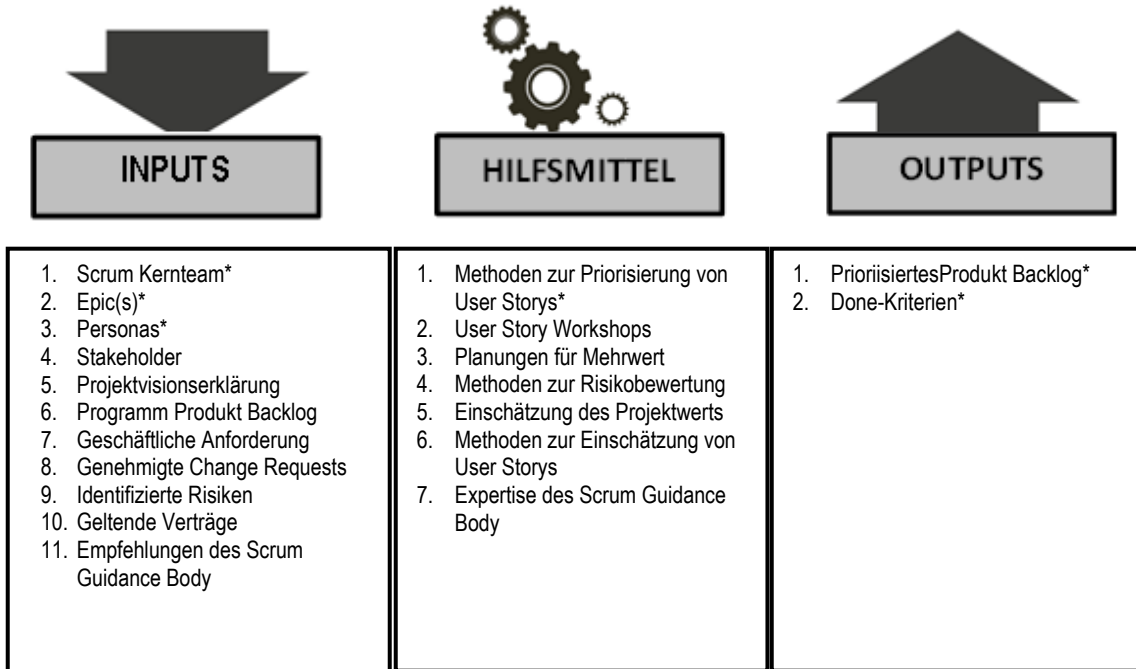 INPUTS
HILFSMITTEL
OUTPUTS
1. Scrum Kernteam*
2. Epic(s)*
3. Personas*
4. Stakeholder
5. Projektvisionserklärung
6. Programm Produkt Backlog
7. Geschäftliche Anforderung
8. Genehmigte Change Requests
9. Identifizierte Risiken
10. Geltende Verträge
11. Empfehlungen des Scrum
Guidance Body
1. Methoden zur Priorisierung von
User Storys*
2. User Story Workshops
3. Planungen für Mehrwert
4. Methoden zur Risikobewertung
5. Einschätzung des Projektwerts
6. Methoden zur Einschätzung von
User Storys
7. Expertise des Scrum Guidance
Body
1. PrioriisiertesProdukt Backlog*
2. Done-Kriterien*